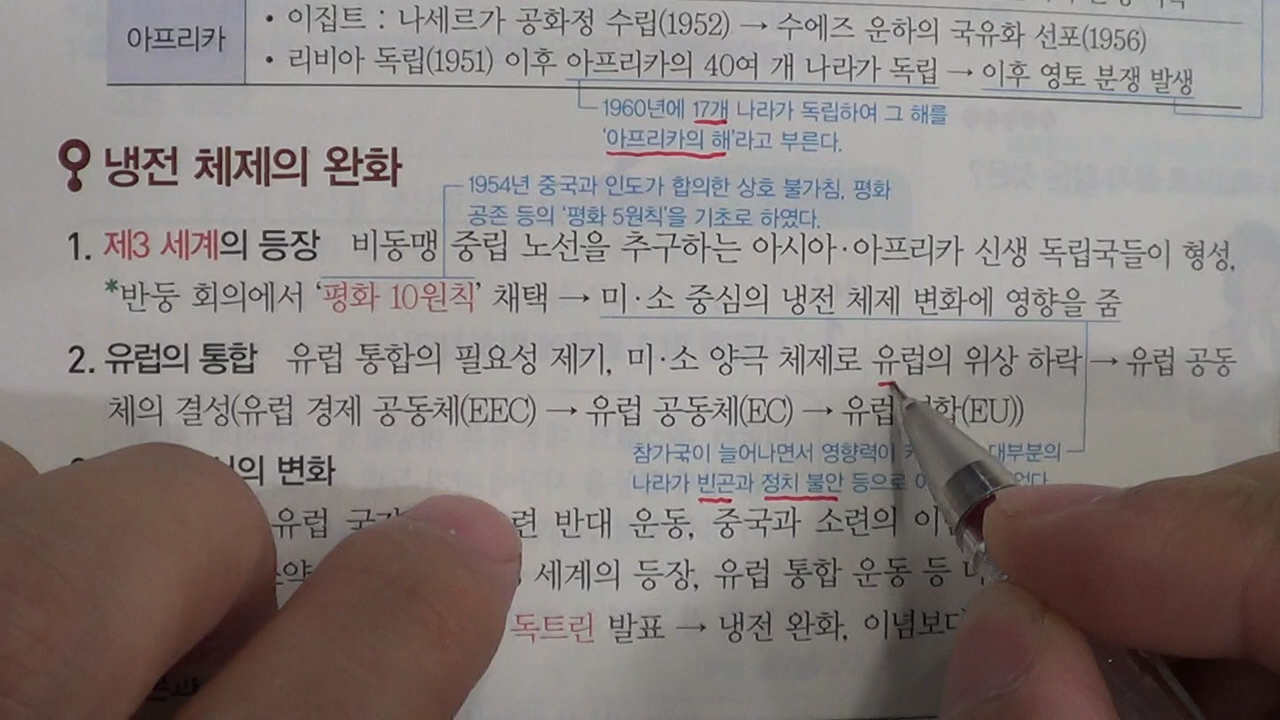 아프리카
• 이집트 : 나세르가 공화정 수립(1952) → 수에즈 운하의 국유화 선포(1956)
• 리비아 독립(1951) 이후 아프리카의 40여 개 나라가 독립 → 이후 영토 분쟁 발생
1960년에 17개 나라가 독립하여 그 해를
'아프리카의 해'라고 부른다.
냉전 체제의 완화
1954년 중국과 인도가 합의한 상호 불가침, 평화
공존 등의 '평화 5원칙'을 기초로 하였다.
1. 제3 세계의 등장 비동맹 중립 노선을 추구하는 아시아·아프리카 신생 독립국들이 형성,
*반둥 회의에서 '평화 10원칙' 채택 → 미·소 중심의 냉전 체제 변화에 영향을 줌
2. 유럽의 통합 유럽 통합의 필요성 제기, 미·소 양극 체제로 유럽의 위상 하락 → 유럽 공동
체의 결성(유럽 경제 공동체(EEC) → 유럽 공동체(EC) → 유럽 (EU))
참가국이 늘어나면서 영향력이 대부분의
나라가 빈곤과 정치 불안 등으로
의 변화
유럽 반대 운동, 중국과 소련의
세계의 등장, 유럽 통합 운동 등
독트린 발표 → 냉전 완화, 이념보다